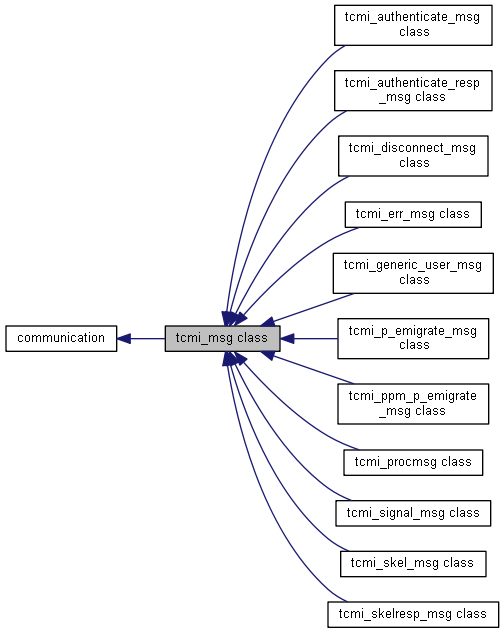 tcmi_authenticate_msg
class
tcmi_authenticate_resp
_msg class
tcmi_disconnect_msg
class
tcmi_err_msg class
tcmi_generic_user_msg
class
communication
tcmi_msg class
tcmi_p_emigrate_msg
class
tcmi_ppm_p_emigrate
_msg class
tcmi_procmsg class
tcmi_signal_msg class
tcmi_skel_msg class
tcmi_skelresp_msg class